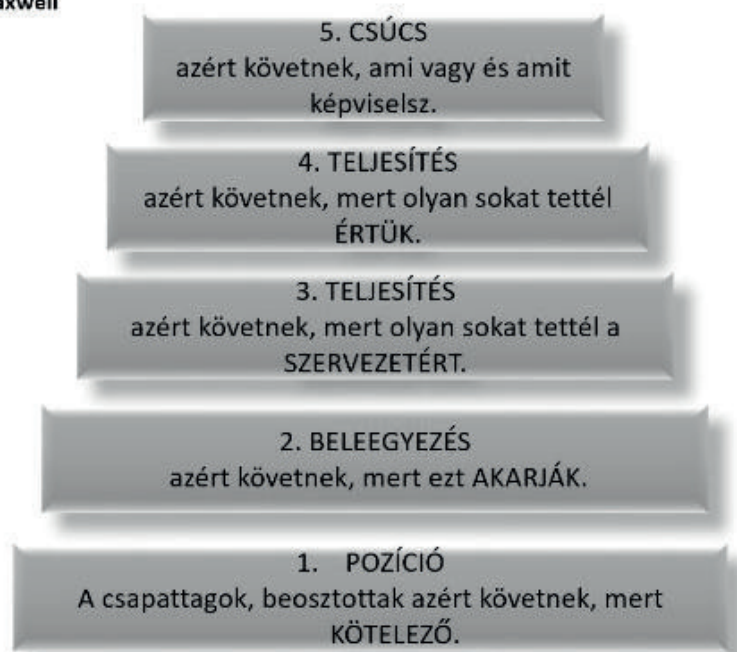 5. CSÚCS
azért követnek, ami vagy és amit
képviselsz.
4. TELJESÍTÉS
azért követnek, mert olyan sokat tettél
ÉRTÜK.
3. TELJESÍTÉS
azért követnek, mert olyan sokat tettél a
SZERVEZETÉRT.
2. BELEEGYEZÉS
azért követnek, mert ezt AKARJÁK.
1. POZÍCIÓ
A csapattagok, beosztottak azért követnek, mert
KÖTELEZŐ.